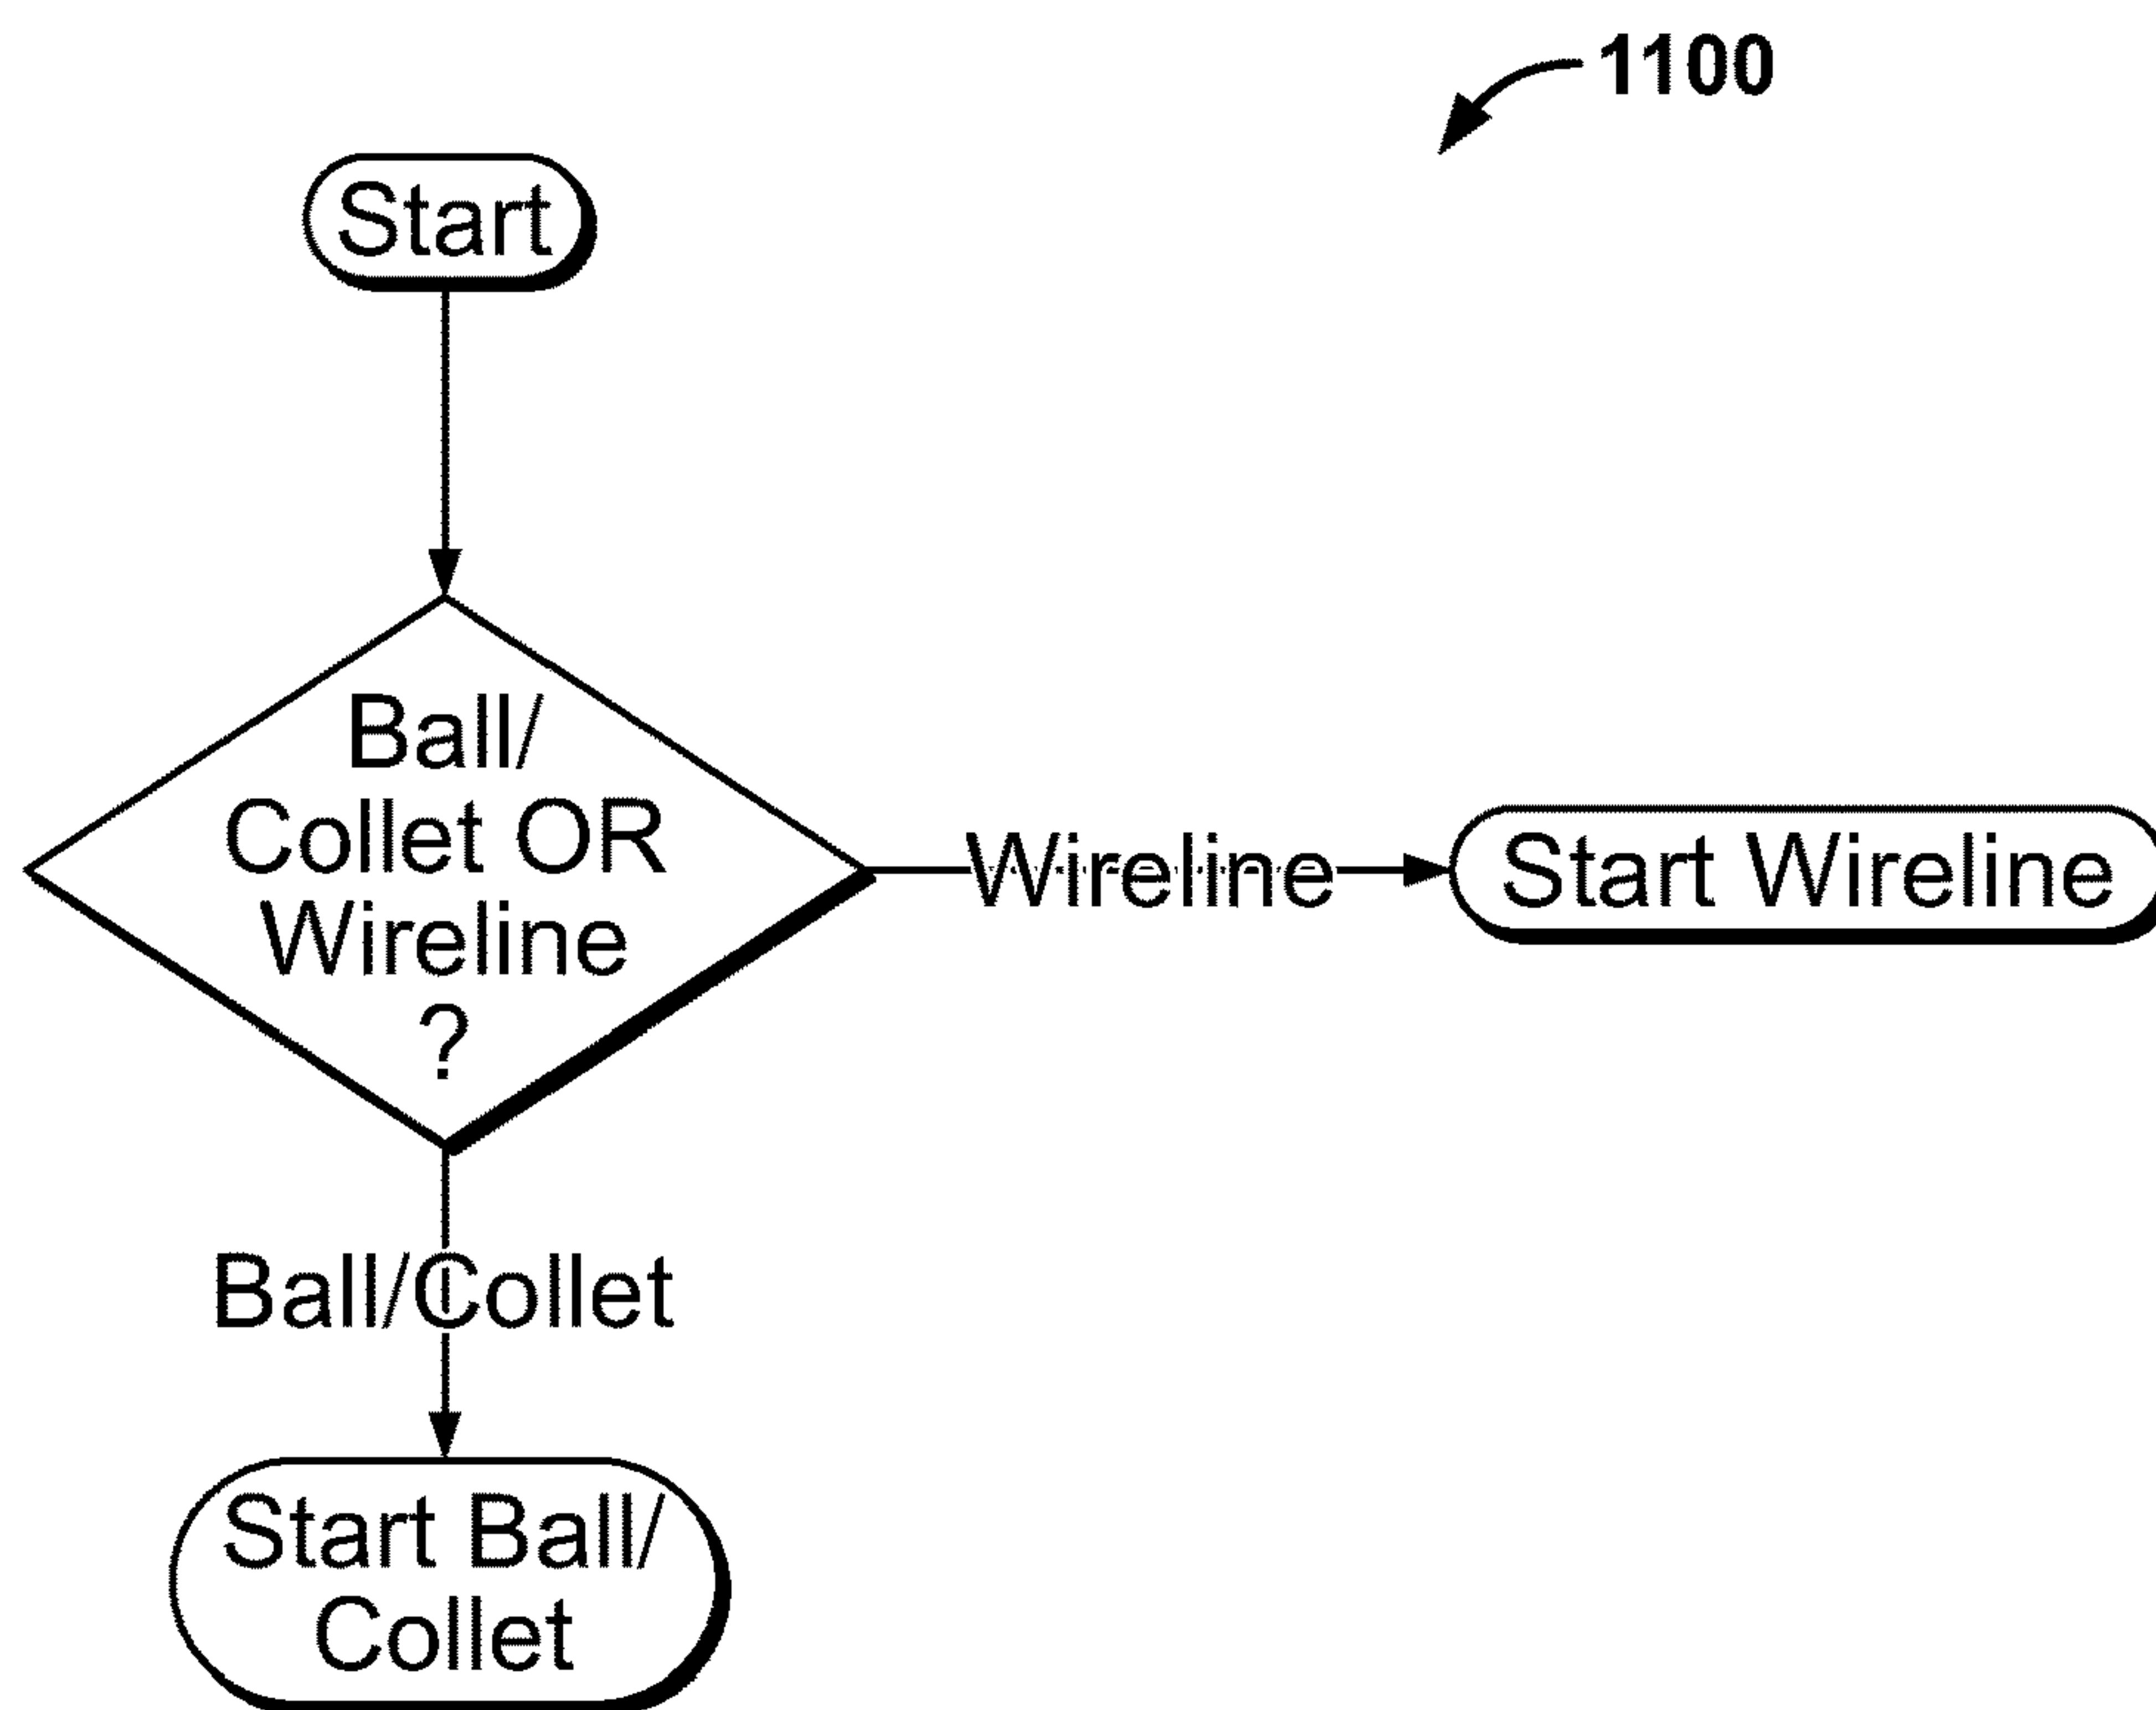 1100
Start
Ball/
Collet OR
Wireline
?
Wireline
Start Wireline
Ball/Collet
Start Ball/
Collet